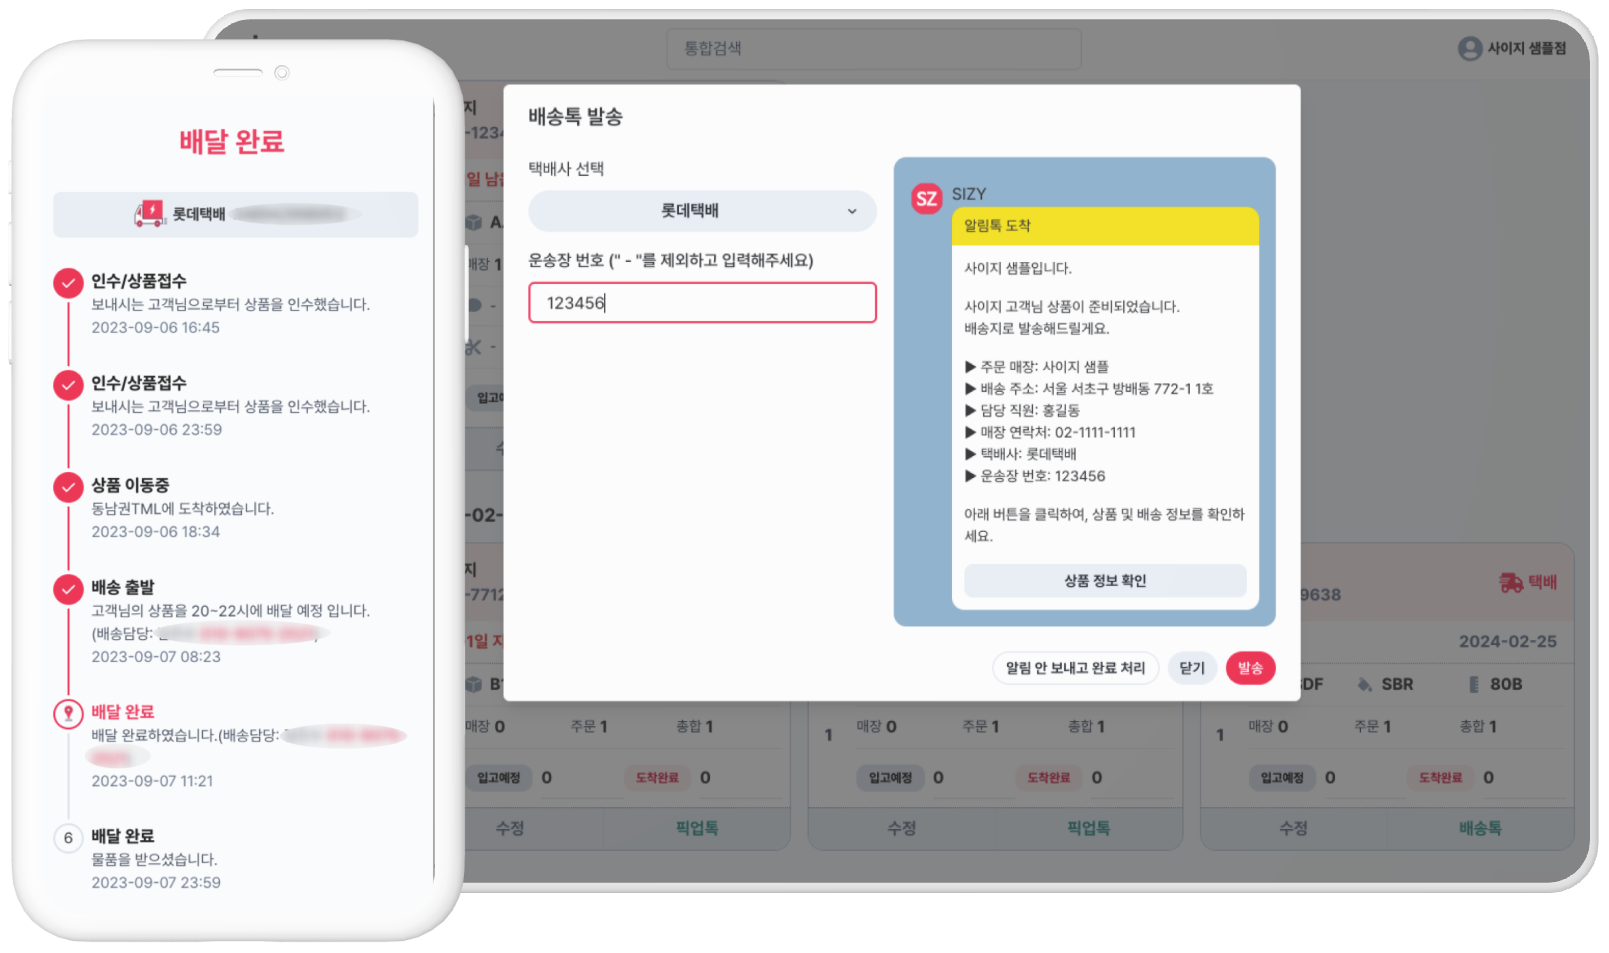 배달 완료
롯데택배
인수/상품접수
보내시는 고객님으로부터 상품을 인수했습니다.
2023-09-06 16:45
인수/상품접수
보내시는 고객님으로부터 상품을 인수했습니다.
2023-09-06 23:59
상품 이동중
동남권TML에 도착하였습니다.
2023-09-06 18:34
배송 출발
고객님의 상품을 20~22시에 배달 예정 입니다.
(배송담당:
2023-09-07 08:23
배달 완료
배달 완료하였습니다.(배송담당:
2023-09-07 11:21
6 배달 완료
물품을 받으셨습니다.
2023-09-07 23:59
통합검색
사이지 샘플점
배송톡 발송
택배사 선택
롯데택배
운송장 번호 (" - "를 제외하고 입력해주세요)
123456
SZ SIZY
알림톡 도착
사이지 샘플입니다.
사이지 고객님 상품이 준비되었습니다.
배송지로 발송해드릴게요.
▶ 주문 매장: 사이지 샘플
▶ 배송 주소: 서울 서초구 방배동 772-1 1호
▶ 담당 직원: 홍길동
▶ 매장 연락처: 02-1111-1111
▶ 택배사: 롯데택배
▶ 운송장 번호: 123456
아래 버튼을 클릭하여, 상품 및 배송 정보를 확인하
세요.
상품 정보 확인
알림 안 보내고 완료 처리 닫기 발송
지
-123
일
매장 1
-
-
-02-
지
-7712
1일 지
매장 0 주문 1 총합 1
입고예정 0 도착완료 0
수정 픽업톡
1 매장 0 주문 1 총합 1
입고예정 0 도착완료 0
수정 픽업톡
택배
9638
2024-02-25
DF SBR 80B
1 매장 0 주문 1 총합 1
입고예정 0 도착완료 0
수정 배송톡